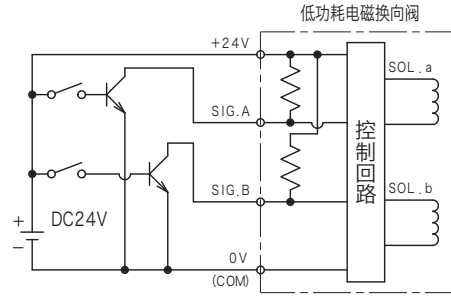 低功耗电磁换向阀
+24V
SOL.a
SIG.A
控制回路
SIG.B
SOL.b
+
DC24V
−
0V
(COM)